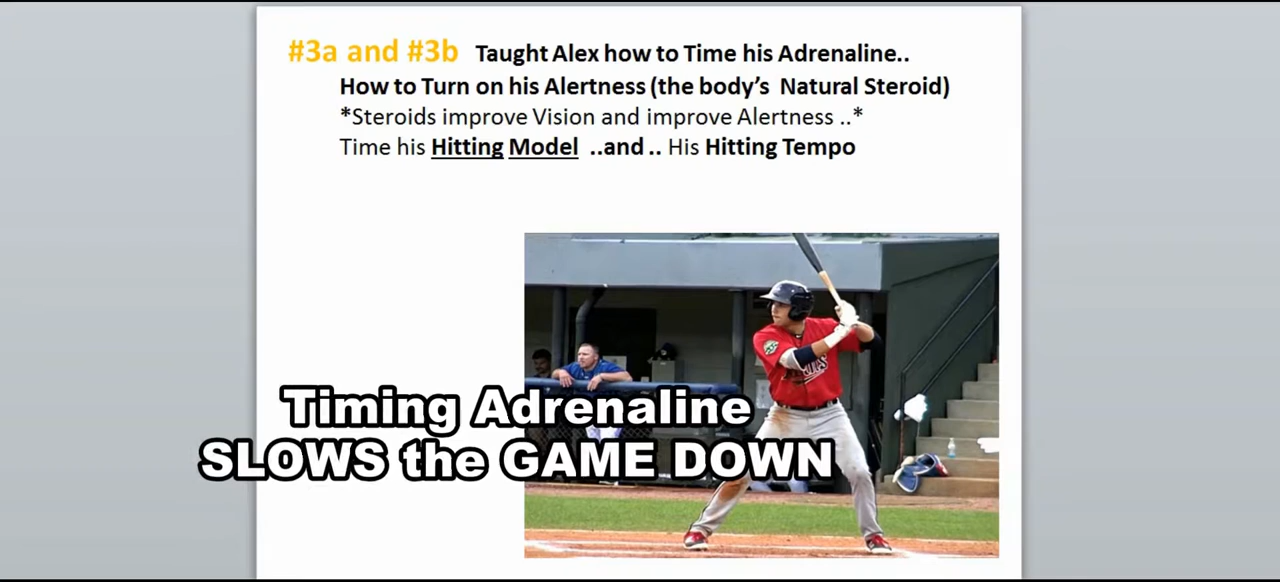 #3a and #3b Taught Alex how to Time his Adrenaline..
How to Turn on his Alertness (the body's Natural Steroid)
*Steroids improve Vision and improve Alertness ..*
Time his Hitting Model ..and .. His Hitting Tempo
Timing Adrenaline
SLOWS the GAME DOWN